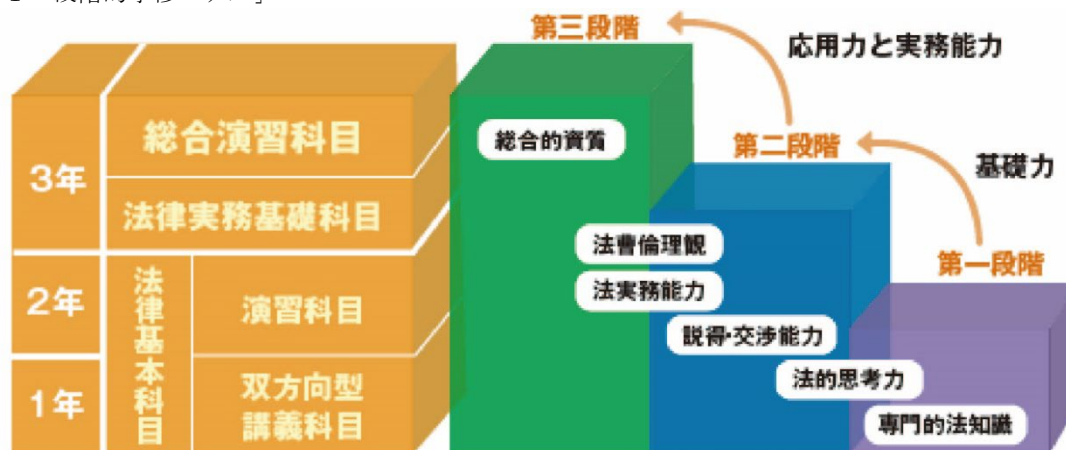 第三段階
応用力と実務能力
総合演習科目
総合的資質
第二段階
3年
基礎力
法律実務基礎科目
法曹倫理観
第一段階
2年
法律基本科目
演習科目
法実務能力
説得・交渉能力
1年
双方向型
講義科目
法的思考力
専門的法知識